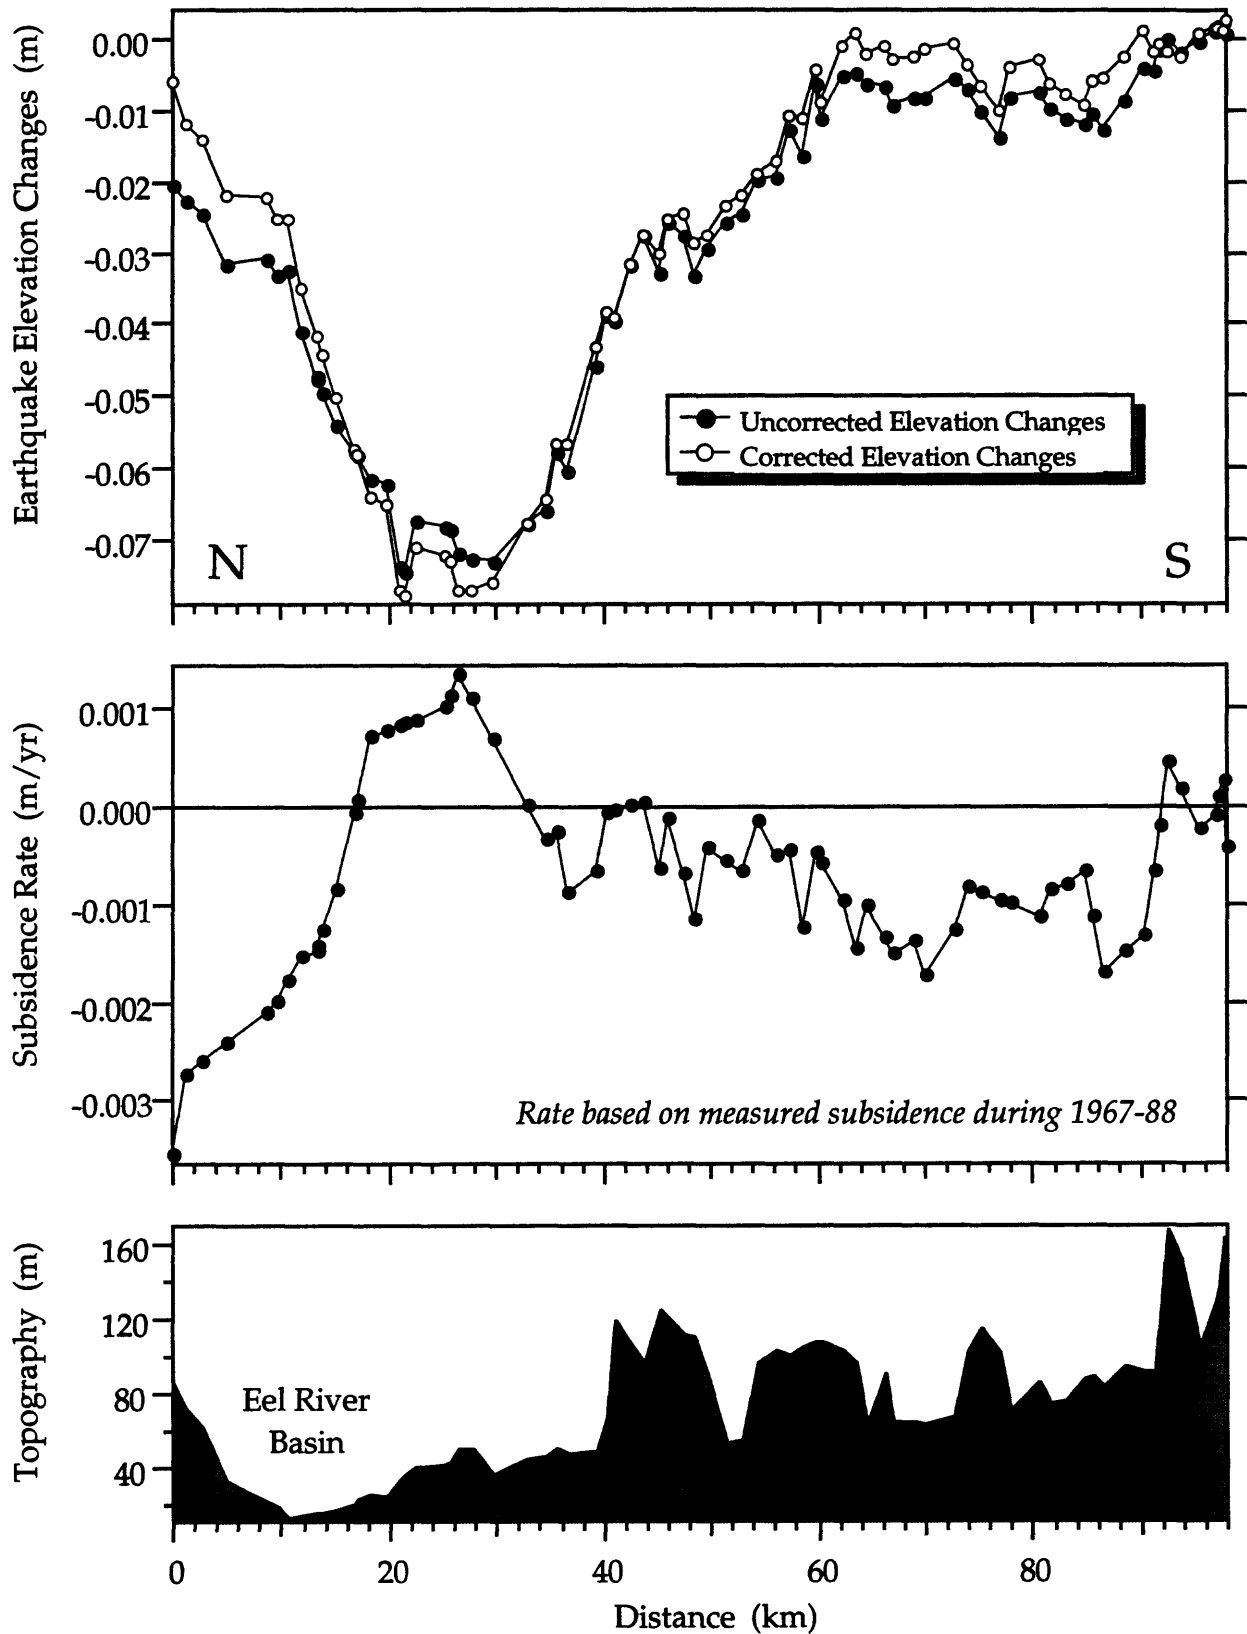 Earthquake Elevation Changes (m)
0.00
-0.01
-0.02
-0.03
-0.04
-0.05
-0.06
-0.07
N
S
Uncorrected Elevation Changes
Corrected Elevation Changes
Subsidence Rate (m/yr)
0.001
0.000
-0.001
-0.002
-0.003
Rate based on measured subsidence during 1967-88
Topography (m)
160
120
80
40
Eel River
Basin
0
20
40
60
80
Distance (km)